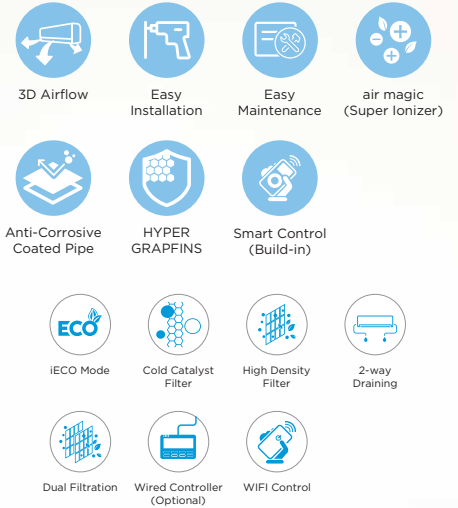 3D Airflow
Easy
Installation
Easy
Maintenance
air magic
(Super Ionizer)
Anti-Corrosive
Coated Pipe
HYPER
GRAPFINS
Smart Control
(Build-in)
ECO
iECO Mode
Cold Catalyst
Filter
High Density
Filter
2-way
Draining
Dual Filtration
Wired Controller
(Optional)
WIFI Control